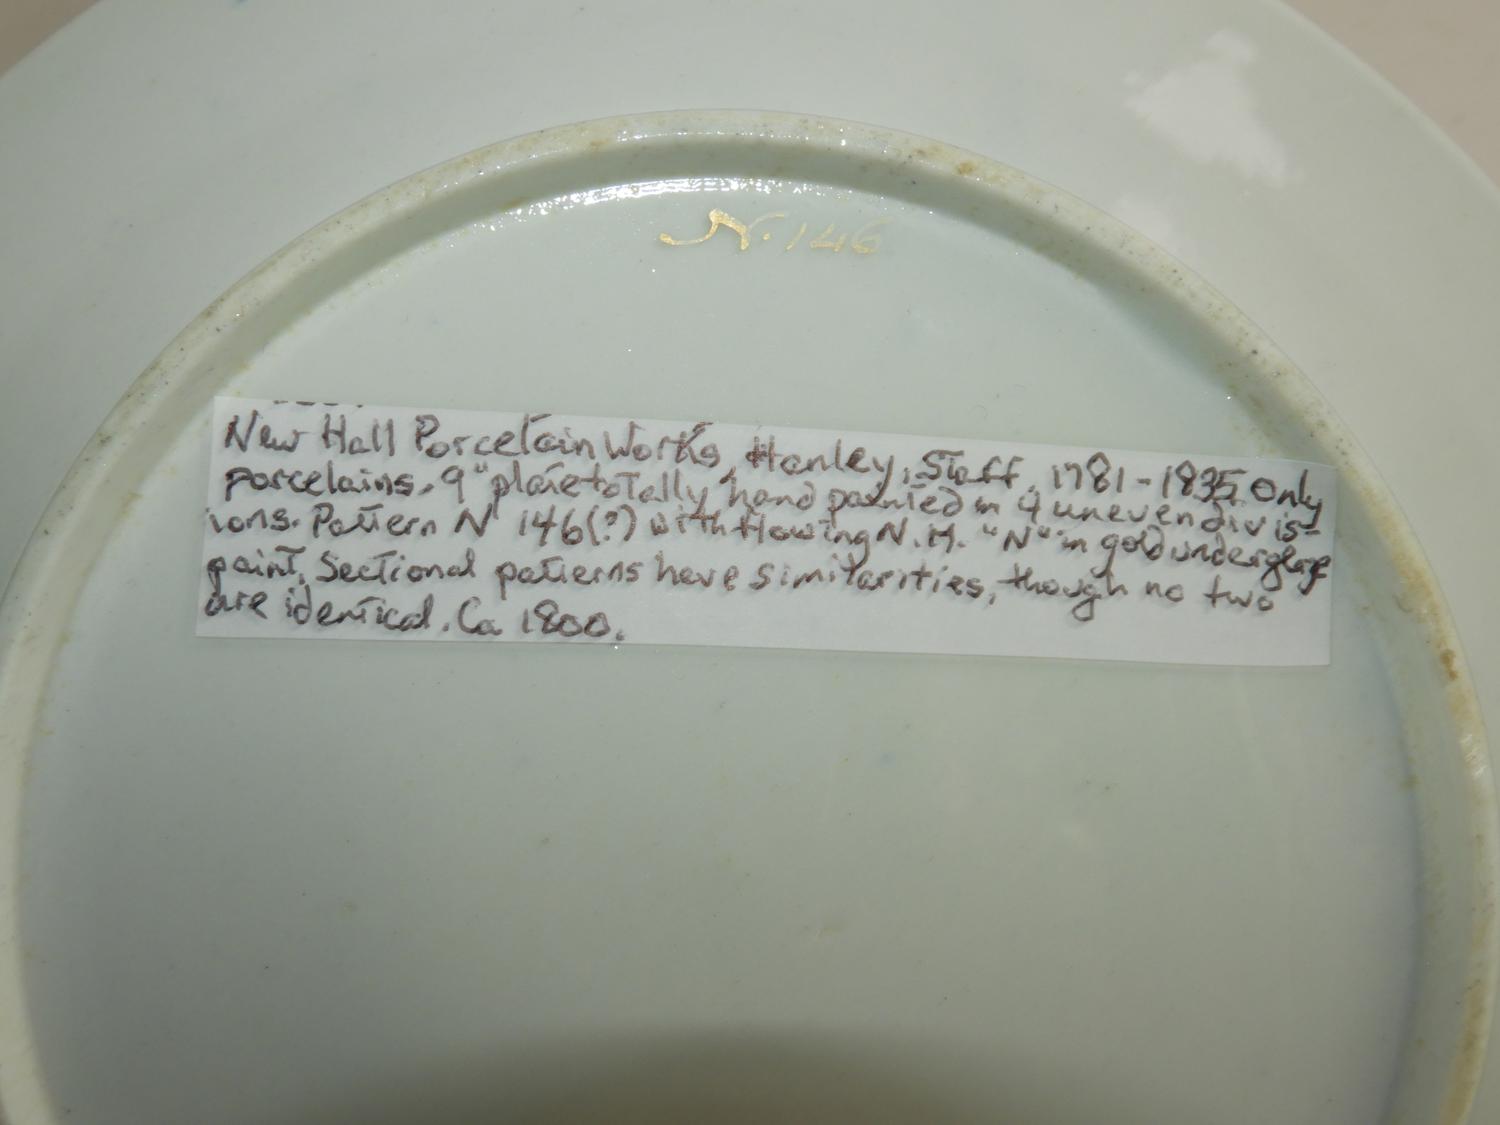 N. 146
New Hall Porcelain Works, Hanley, Staff. 1781-1835. Only
porcelains. 9" plate totally hand painted in 4 uneven divis-
ions. Pattern N 146(?) with flowing N.H. "N" in gold underglaze
paint. Sectional patterns have similarities, though no two
are identical. Ca 1800.